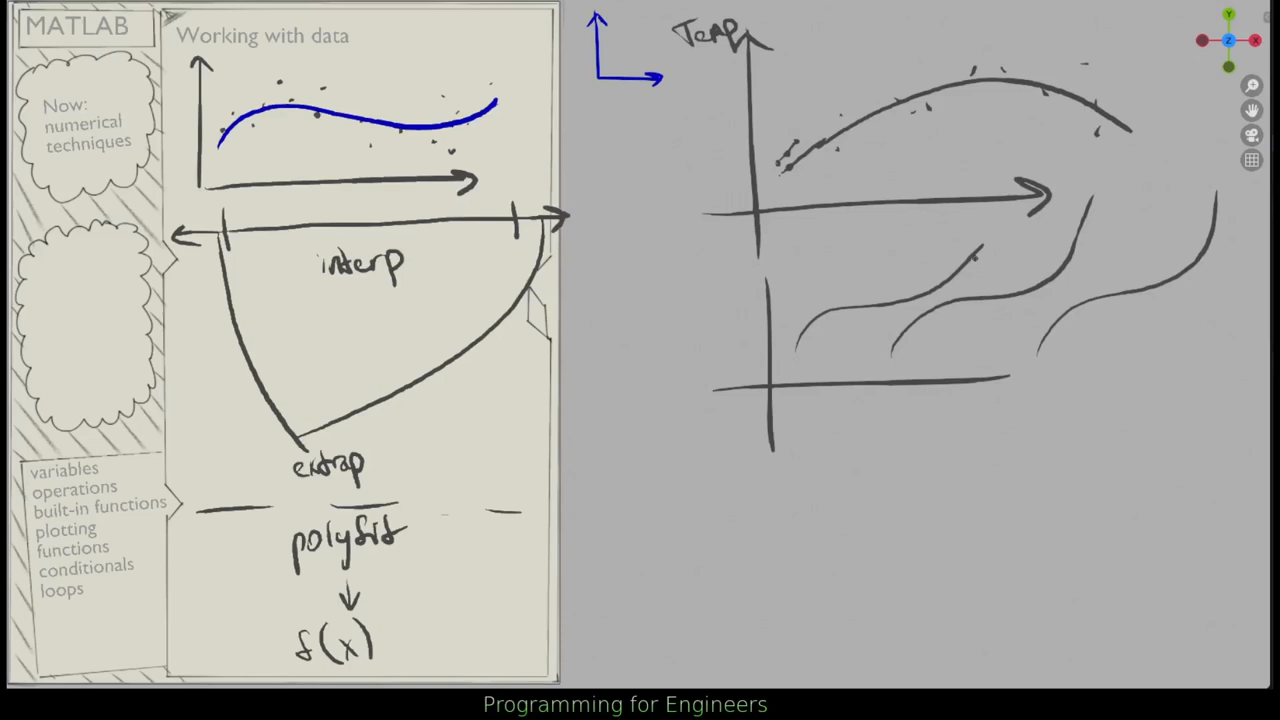 MATLAB
Working with data
Now:
numerical
techniques
interp
extrap
polyfit
f(x)
variables
operations
built-in functions
plotting
functions
conditionals
loops
Temp
Y
Z
X
Programming for Engineers